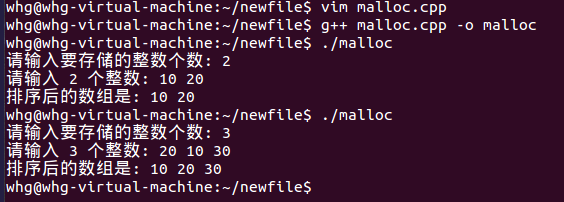 whg@whg-virtual-machine:~/newfile$ vim malloc.cpp
whg@whg-virtual-machine:~/newfile$ g++ malloc.cpp -o malloc
whg@whg-virtual-machine:~/newfile$ ./malloc
请输入要存储的整数个数: 2
请输入 2 个整数: 10 20
排序后的数组是: 10 20
whg@whg-virtual-machine:~/newfile$ ./malloc
请输入要存储的整数个数: 3
请输入 3 个整数: 20 10 30
排序后的数组是: 10 20 30
whg@whg-virtual-machine:~/newfile$